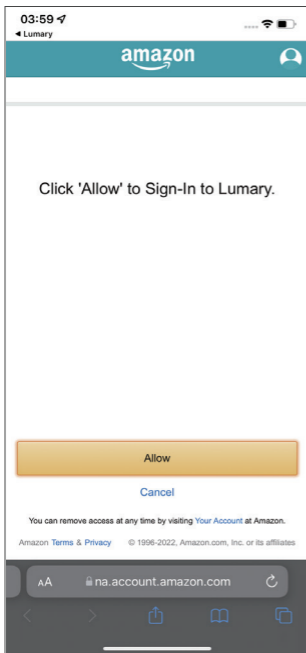 03:59
◀ Lumary
amazon
Click 'Allow' to Sign-In to Lumary.
Allow
Cancel
You can remove access at any time by visiting Your Account at Amazon.
Amazon Terms & Privacy © 1996-2022, Amazon.com, Inc. or its affiliates
AA na.account.amazon.com